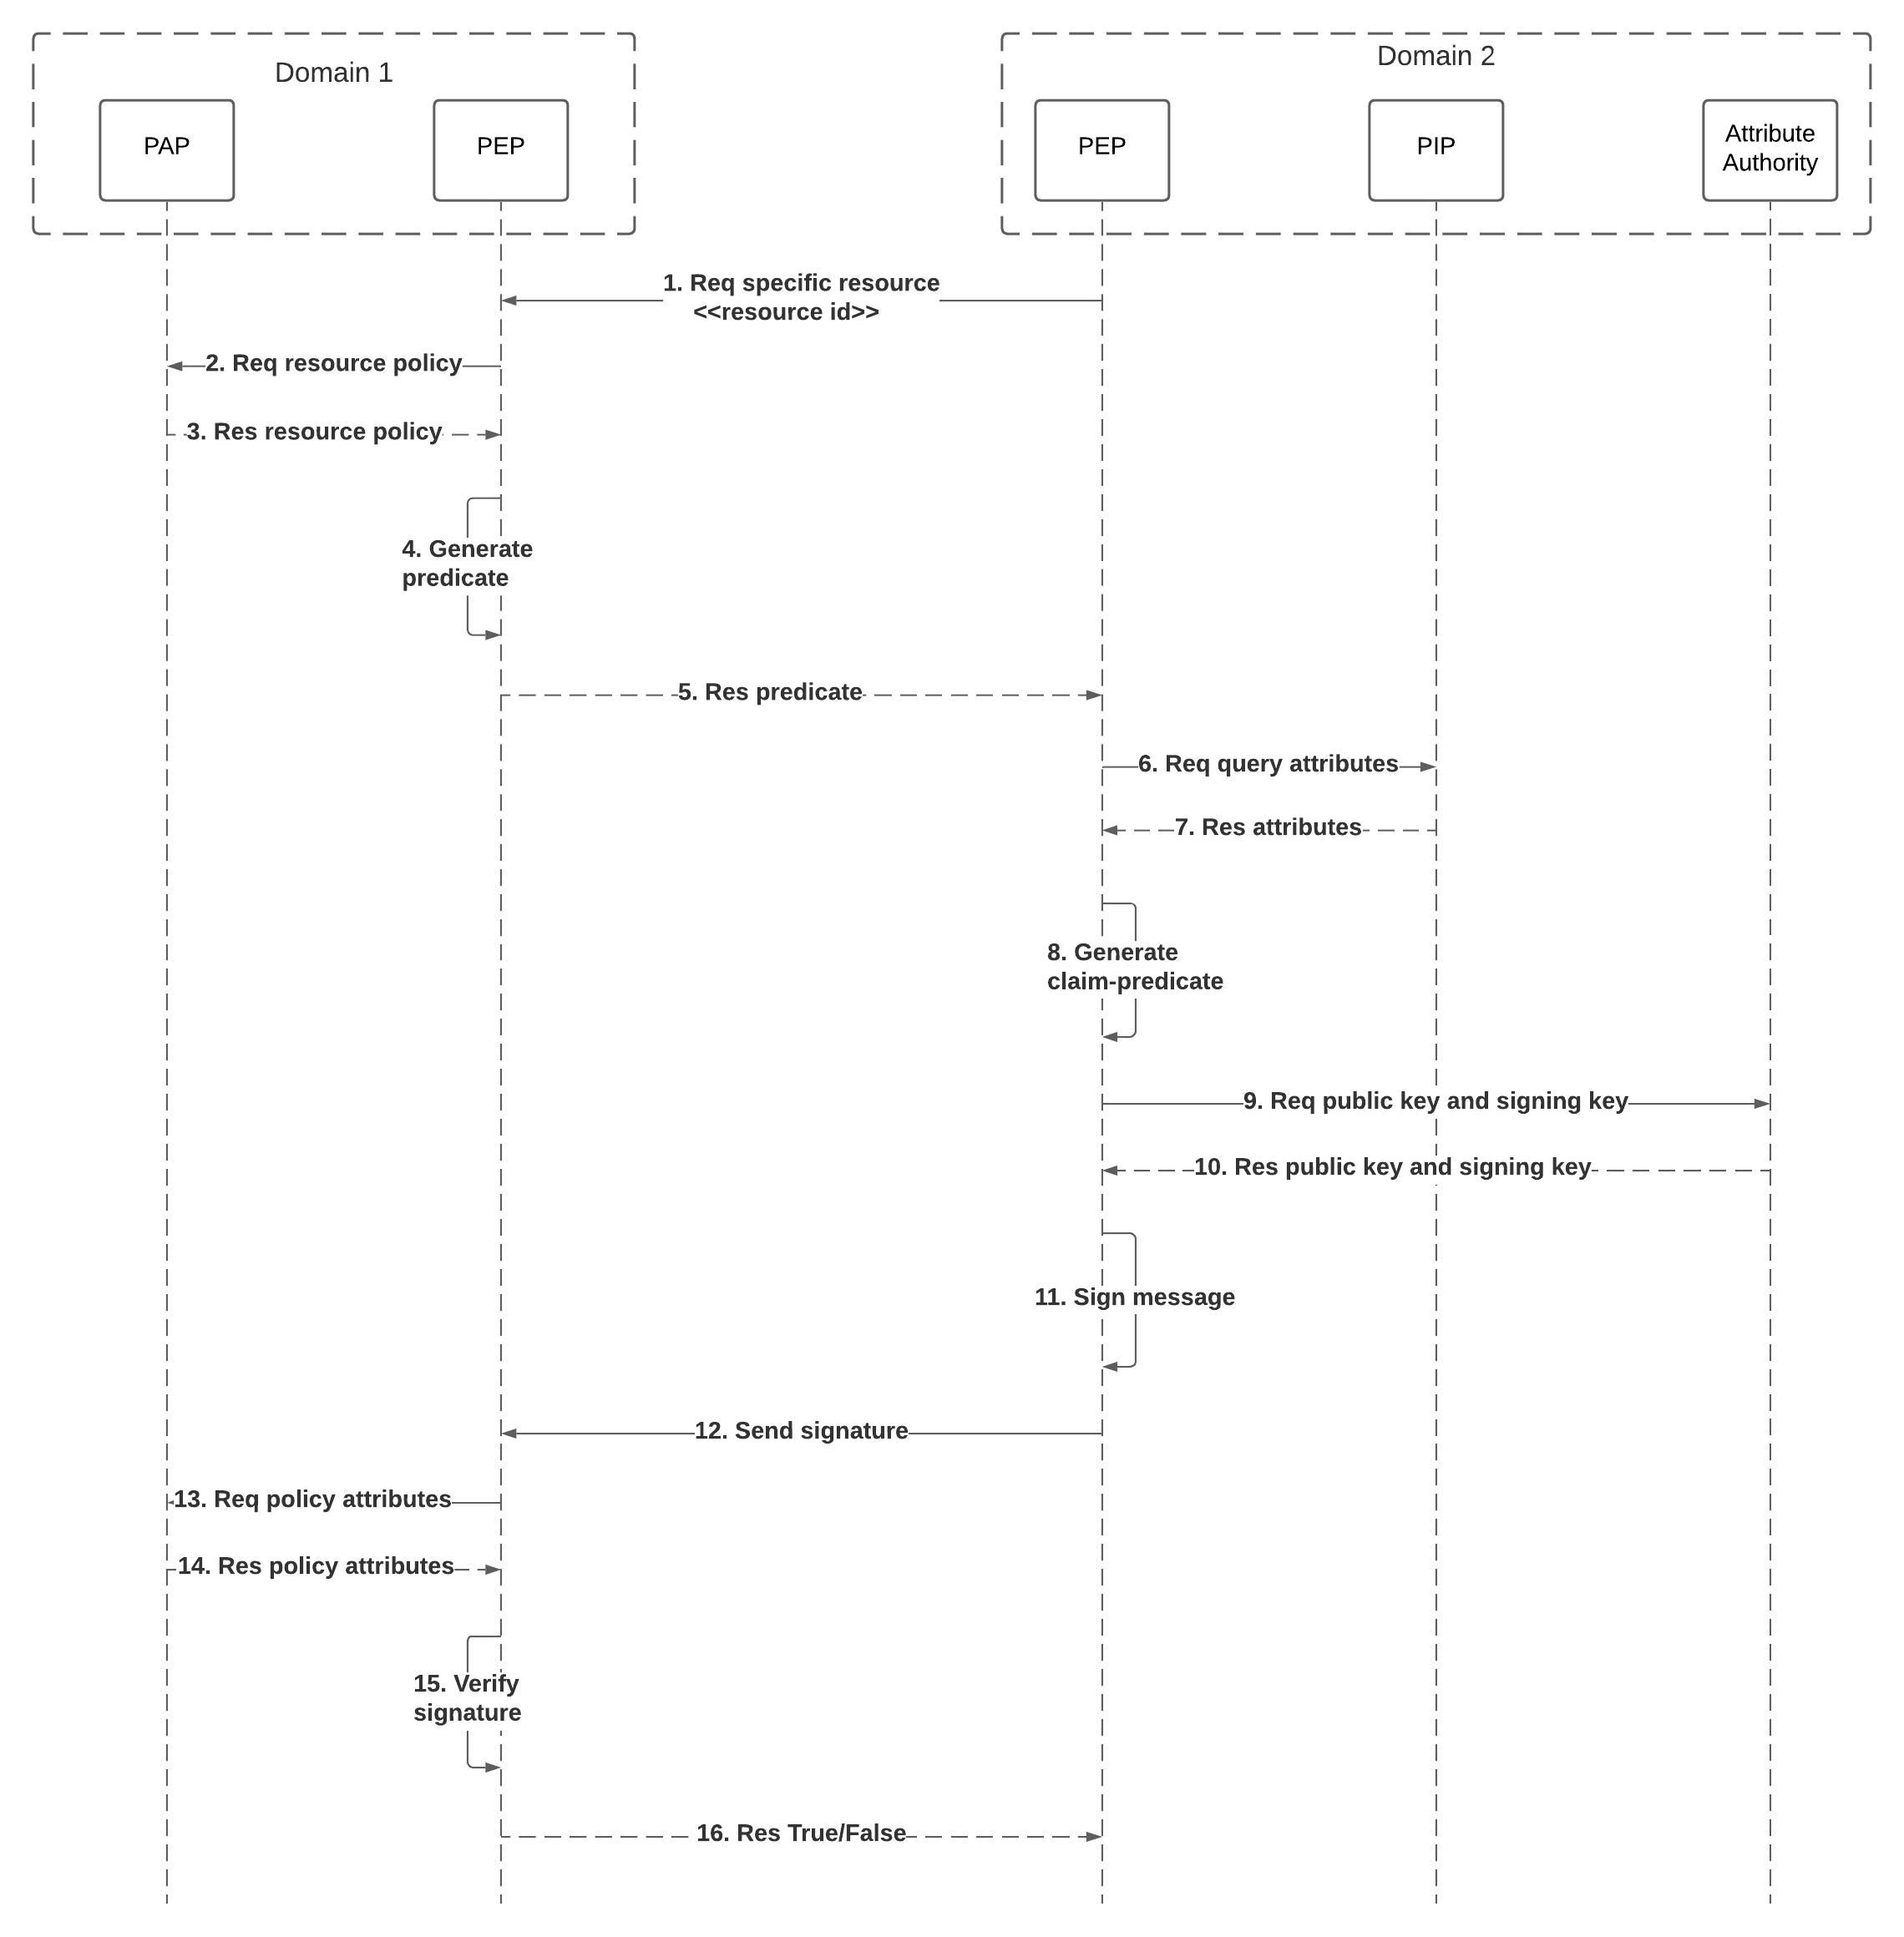 Domain 1
Domain 2
PAP
PEP
PEP
PIP
Attribute
Authority
1. Req specific resource
<<resource id>>
2. Req resource policy
3. Res resource policy
4. Generate
predicate
5. Res predicate
6. Req query attributes
7. Res attributes
8. Generate
claim-predicate
9. Req public key and signing key
10. Res public key and signing key
11. Sign message
12. Send signature
13. Req policy attributes
14. Res policy attributes
15. Verify
signature
16. Res True/False